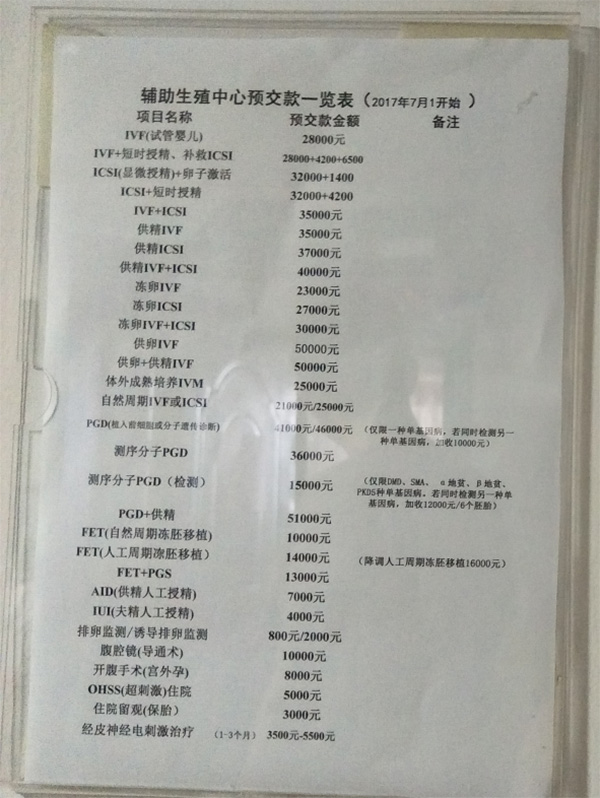 辅助生殖中心预交款一览表（2017年7月1开始 ）
项目名称 预交款金额 备注
IVF(试管婴儿) 28000元
IVF+短时授精、补救ICSI 28000+4200+6500
ICSI(显微授精)+卵子激活 32000+1400
ICSI+短时授精 32000+4200
IVF+ICSI 35000元
供精IVF 35000元
供精ICSI 37000元
供精IVF+ICSI 40000元
冻卵IVF 23000元
冻卵ICSI 27000元
冻卵IVF+ICSI 30000元
供卵IVF 50000元
供卵+供精IVF 50000元
体外成熟培养IVM 25000元
自然周期IVF或ICSI 21000元/25000元
PGD(植入前细胞或分子遗传诊断) 41000元/46000元 （仅限一种单基因病，若同时检测另一
种单基因病，加收10000元）
测序分子PGD 36000元
测序分子PGD（检测） 15000元 （仅限DMD、SMA、α地贫、β地贫、
PKD5种单基因病，若同时检测另一种单
基因病，加收12000元/6个胚胎）
PGD+供精 51000元
FET(自然周期冻胚移植) 10000元
FET(人工周期冻胚移植） 14000元 （降调人工周期冻胚移植16000元）
FET+PGS 13000元
AID(供精人工授精) 7000元
IUI(夫精人工授精) 4000元
排卵监测/诱导排卵监测 800元/2000元
腹腔镜(导通术) 10000元
开腹手术(宫外孕) 8000元
OHSS(超刺激)住院 5000元
住院留观(保胎） 3000元
经皮神经电刺激治疗 （1-3个月） 3500元-5500元